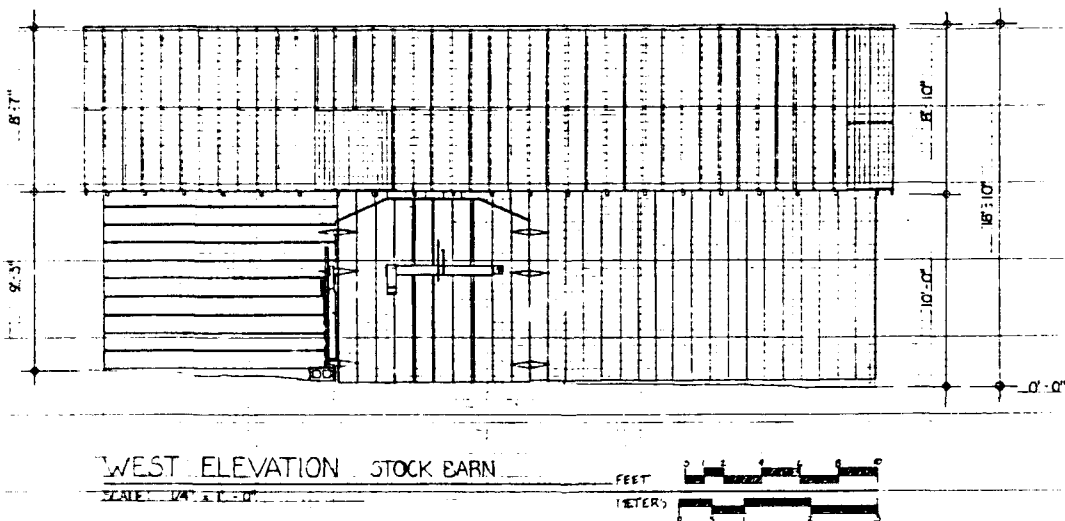 8'-7"
9'-3"
8'-10"
10'-0"
18'-10"
0'-0"
WEST ELEVATION STOCK BARN
SCALE: 1/4" = 1'-0"
FEET
METERS